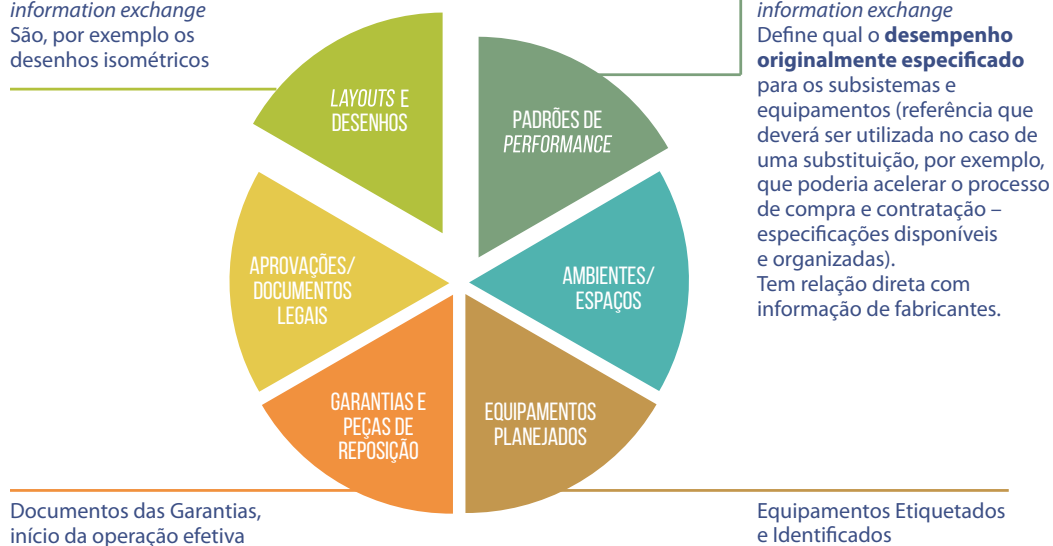 information exchange
São, por exemplo os
desenhos isométricos
LAYOUTS E
DESENHOS
PADRÕES DE
PERFORMANCE
information exchange
Define qual o desempenho
originalmente especificado
para os subsistemas e
equipamentos (referência que
deverá ser utilizada no caso de
uma substituição, por exemplo,
que poderia acelerar o processo
de compra e contratação –
especificações disponíveis
e organizadas).
Tem relação direta com
informação de fabricantes.
APROVAÇÕES/
DOCUMENTOS
LEGAIS
AMBIENTES/
ESPAÇOS
GARANTIAS E
PEÇAS DE
REPOSIÇÃO
EQUIPAMENTOS
PLANEJADOS
Documentos das Garantias,
início da operação efetiva
Equipamentos Etiquetados
e Identificados